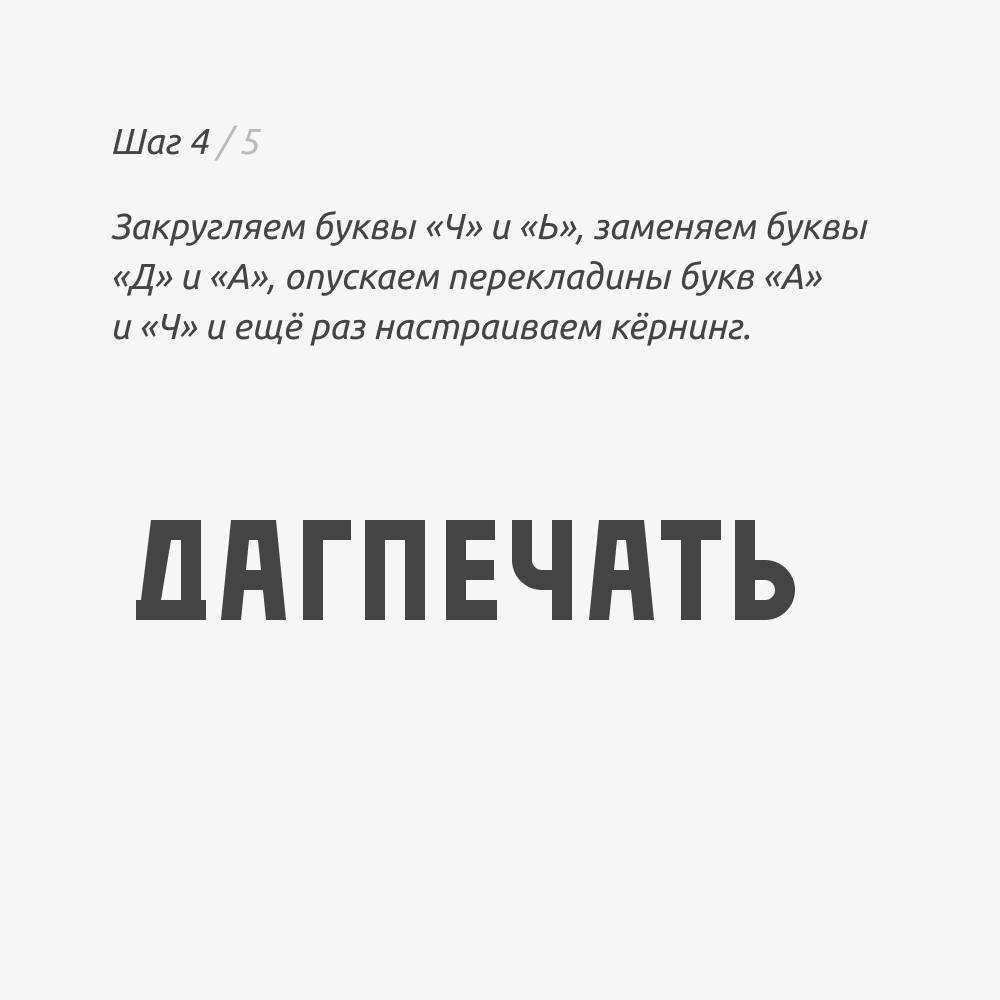 Шаг 4 / 5
Закругляем буквы «Ч» и «Ь», заменяем буквы
«Д» и «А», опускаем перекладины букв «А»
и «Ч» и ещё раз настраиваем кёрнинг.
ДАГПЕЧАТЬ